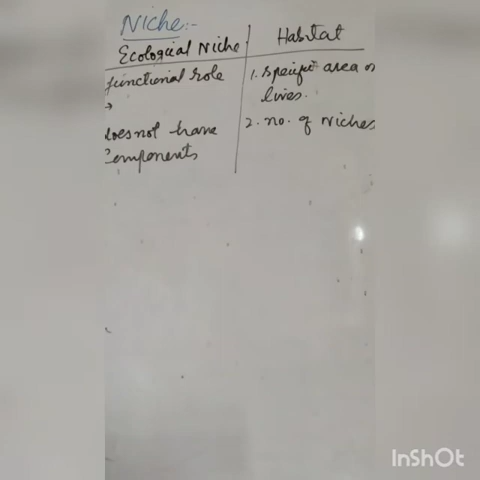 Niche:-
Ecological Niche
Habitat
functional role
1. Specific area or
lives.
2. no. of Niches
does not have
Components
InShOt